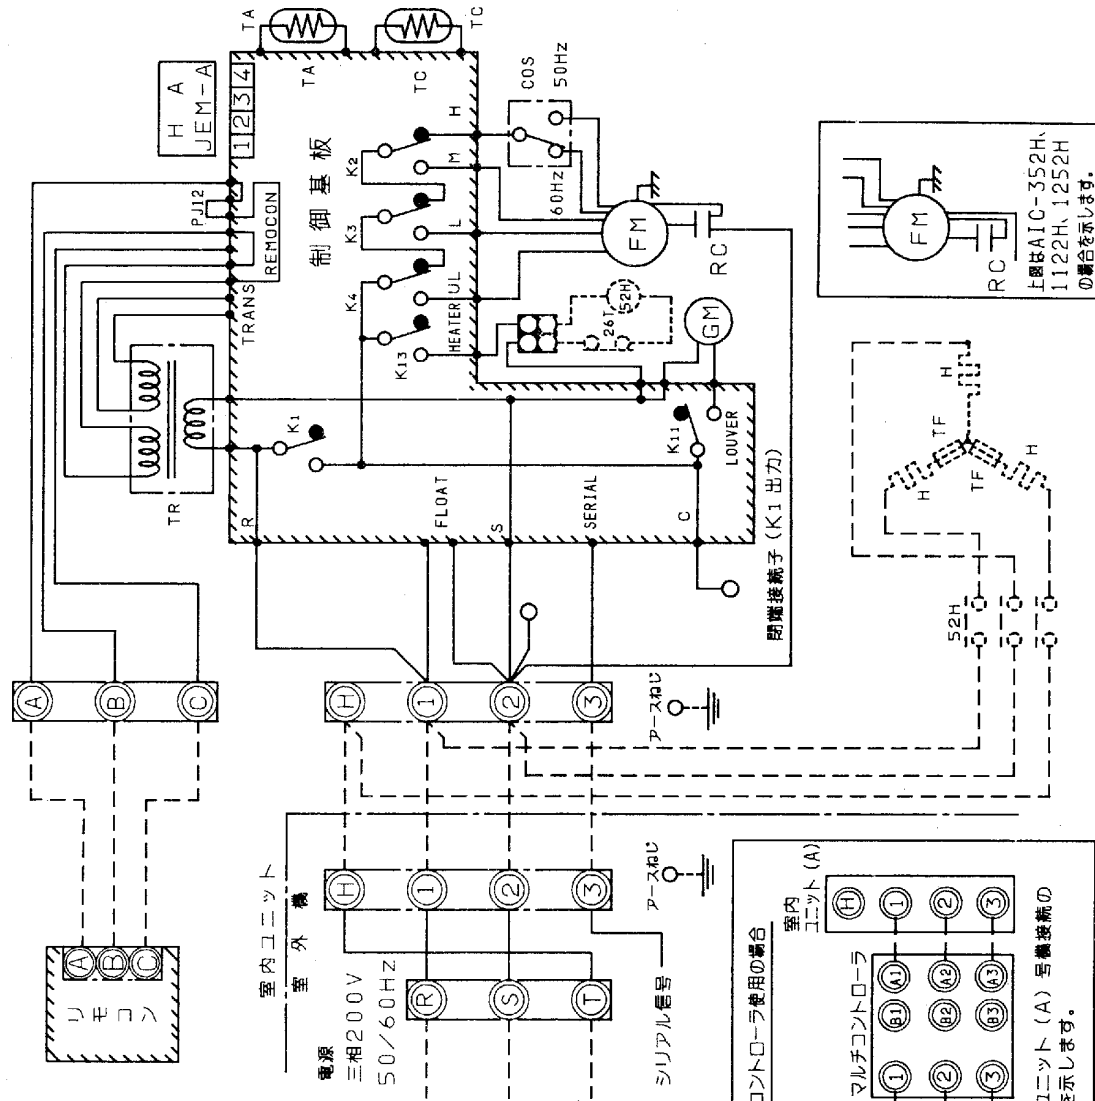 TA
TC
H A
JEM-A
1 2 3 4
TA
TC
PJ12
REMOCON
TRANS
制御基板
K2
K3
K4
K13
H
M
L
UL
HEATER
COS
50Hz
60Hz
FM
RC
26T
52H
GM
TR
K1
R
FLOAT
S
SERIAL
C
K11
LOUVER
閉端接続子(K1 出力)
FM
RC
上図はAIC-352H、
1122H、1252H
の場合を示します。
H
TF
H
TF
H
52H
A
B
C
H
1
2
3
アースねじ
リモコン
A
B
C
室内ユニット
室外機
H
1
2
3
アースねじ
電源
三相200V
50/60Hz
R
S
T
シリアル信号
コントローラ使用の場合
室内
ユニット(A)
H
1
2
3
マルチコントローラ
A1
A2
A3
B1
B2
B3
1
2
3
ユニット(A)号機接続の
を示します。